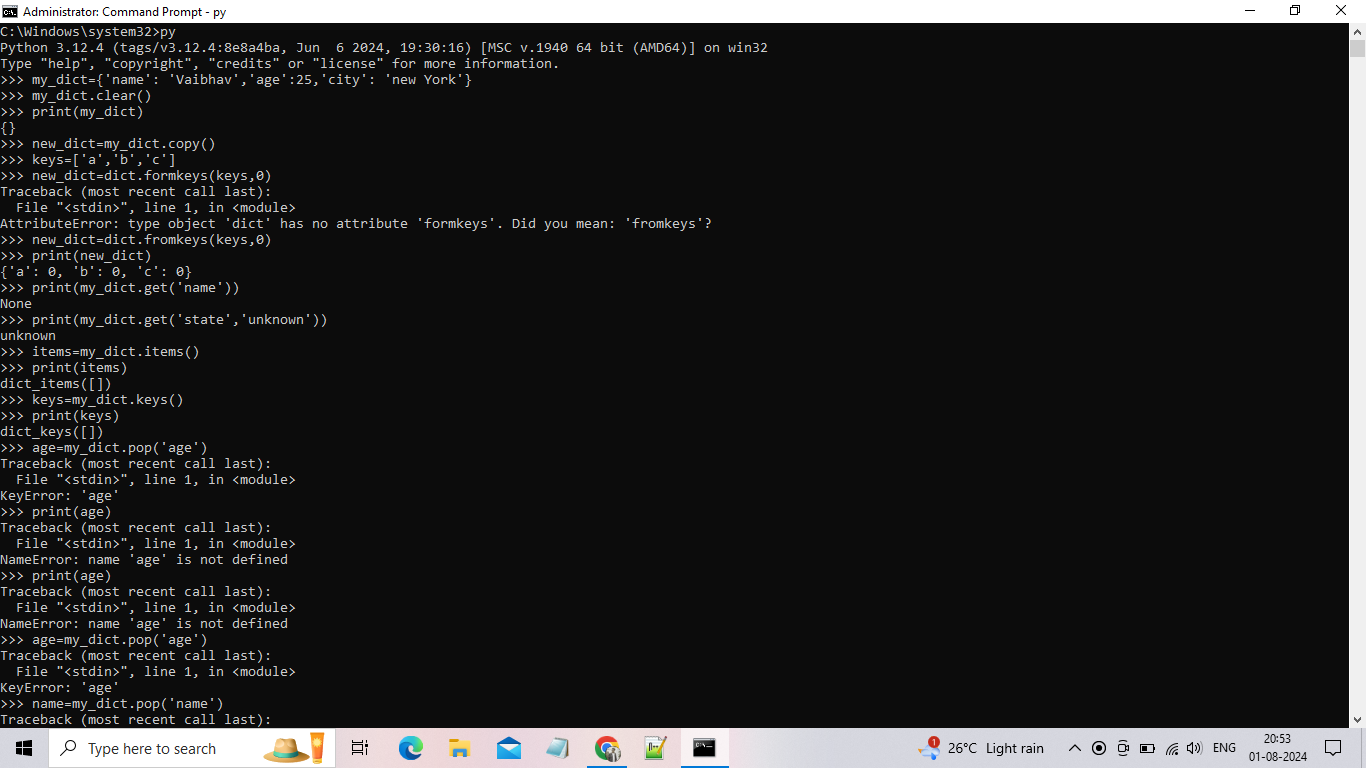 Administrator: Command Prompt - py
C:\Windows\system32>py
Python 3.12.4 (tags/v3.12.4:8e8a4ba, Jun  6 2024, 19:30:16) [MSC v.1940 64 bit (AMD64)] on win32
Type "help", "copyright", "credits" or "license" for more information.
>>> my_dict={'name': 'Vaibhav','age':25,'city': 'new York'}
>>> my_dict.clear()
>>> print(my_dict)
{}
>>> new_dict=my_dict.copy()
>>> keys=['a','b','c']
>>> new_dict=dict.formkeys(keys,0)
Traceback (most recent call last):
  File "<stdin>", line 1, in <module>
AttributeError: type object 'dict' has no attribute 'formkeys'. Did you mean: 'fromkeys'?
>>> new_dict=dict.fromkeys(keys,0)
>>> print(new_dict)
{'a': 0, 'b': 0, 'c': 0}
>>> print(my_dict.get('name'))
None
>>> print(my_dict.get('state','unknown'))
unknown
>>> items=my_dict.items()
>>> print(items)
dict_items([])
>>> keys=my_dict.keys()
>>> print(keys)
dict_keys([])
>>> age=my_dict.pop('age')
Traceback (most recent call last):
  File "<stdin>", line 1, in <module>
KeyError: 'age'
>>> print(age)
Traceback (most recent call last):
  File "<stdin>", line 1, in <module>
NameError: name 'age' is not defined
>>> print(age)
Traceback (most recent call last):
  File "<stdin>", line 1, in <module>
NameError: name 'age' is not defined
>>> age=my_dict.pop('age')
Traceback (most recent call last):
  File "<stdin>", line 1, in <module>
KeyError: 'age'
>>> name=my_dict.pop('name')
Traceback (most recent call last):
Type here to search
1
26°C Light rain
ENG
20:53
01-08-2024